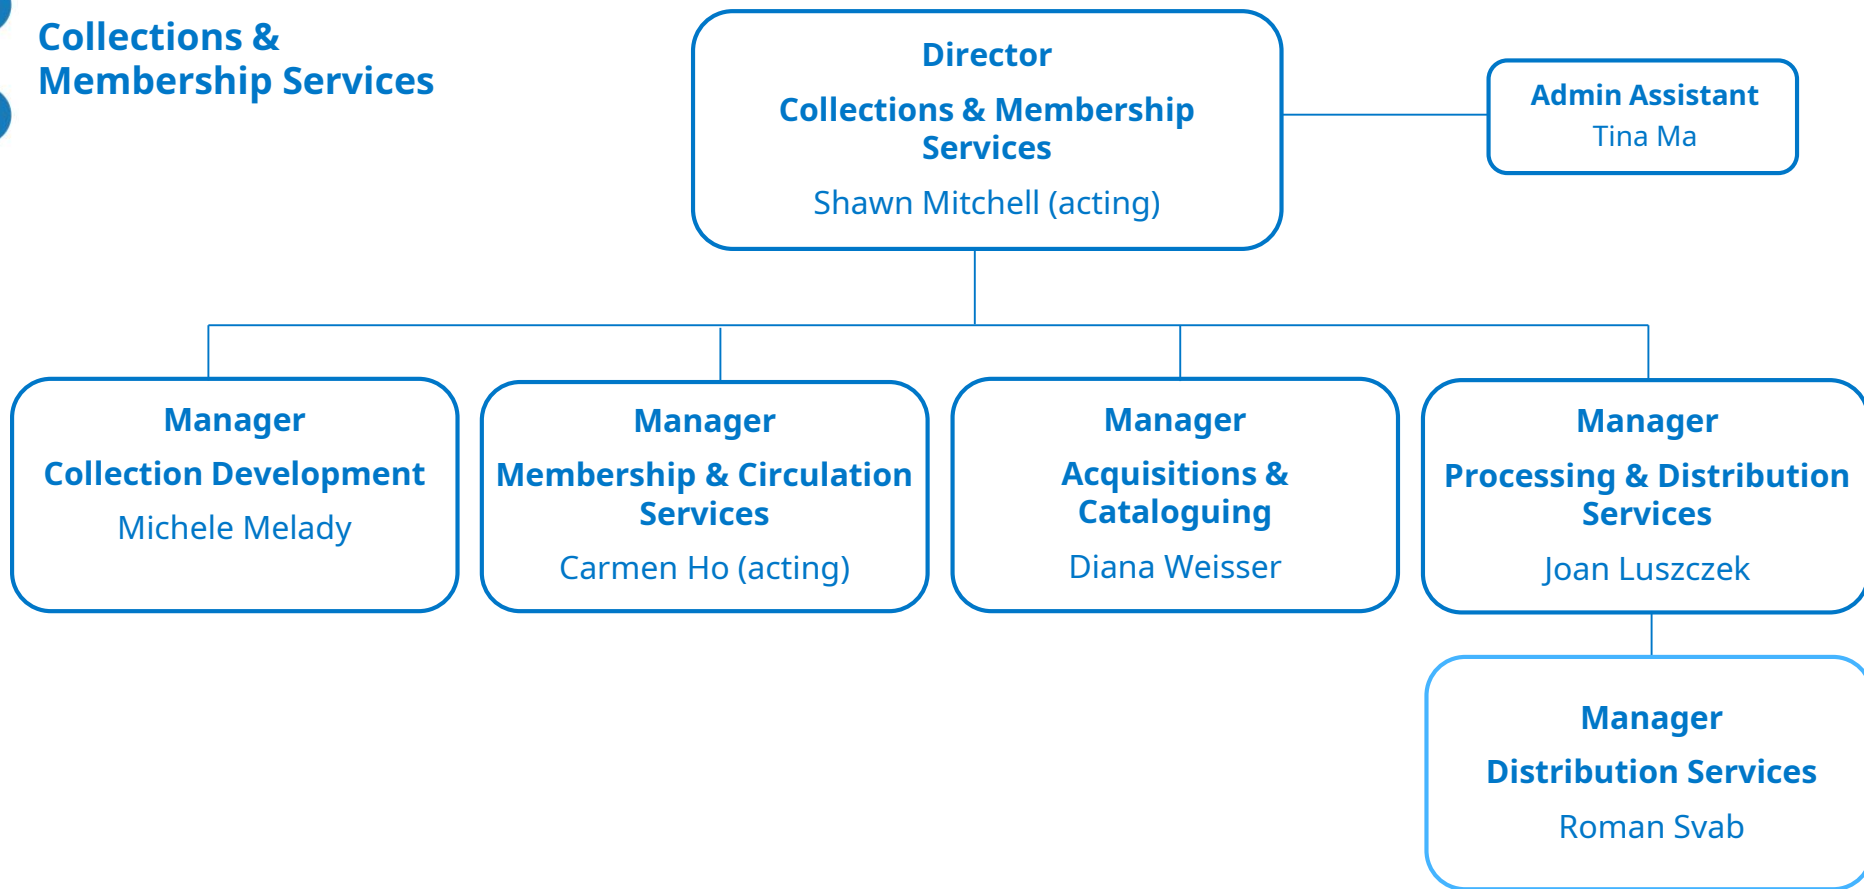 Collections &
Membership Services
Director
Collections & Membership
Services
Shawn Mitchell (acting)
Admin Assistant
Tina Ma
Manager
Collection Development
Michele Melady
Manager
Membership & Circulation
Services
Carmen Ho (acting)
Manager
Acquisitions &
Cataloguing
Diana Weisser
Manager
Processing & Distribution
Services
Joan Luszczek
Manager
Distribution Services
Roman Svab